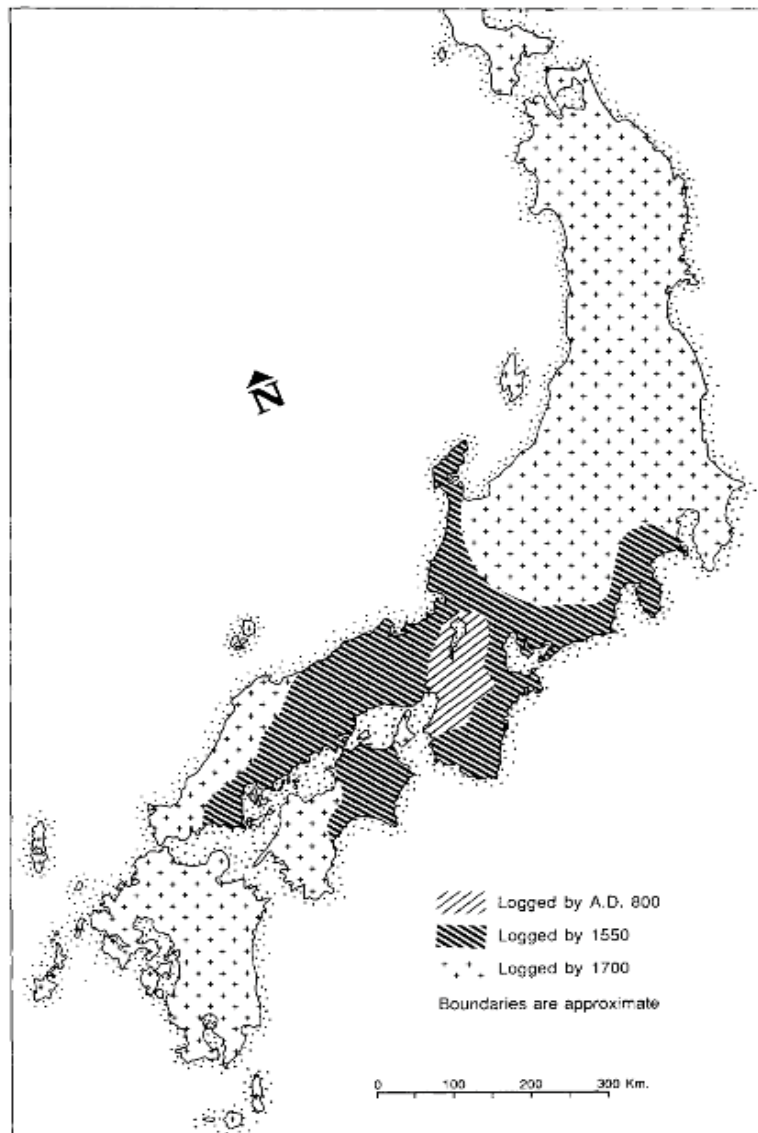 N
Logged by A.D. 800
Logged by 1550
Logged by 1700
Boundaries are approximate
0 100 200 300 Km.